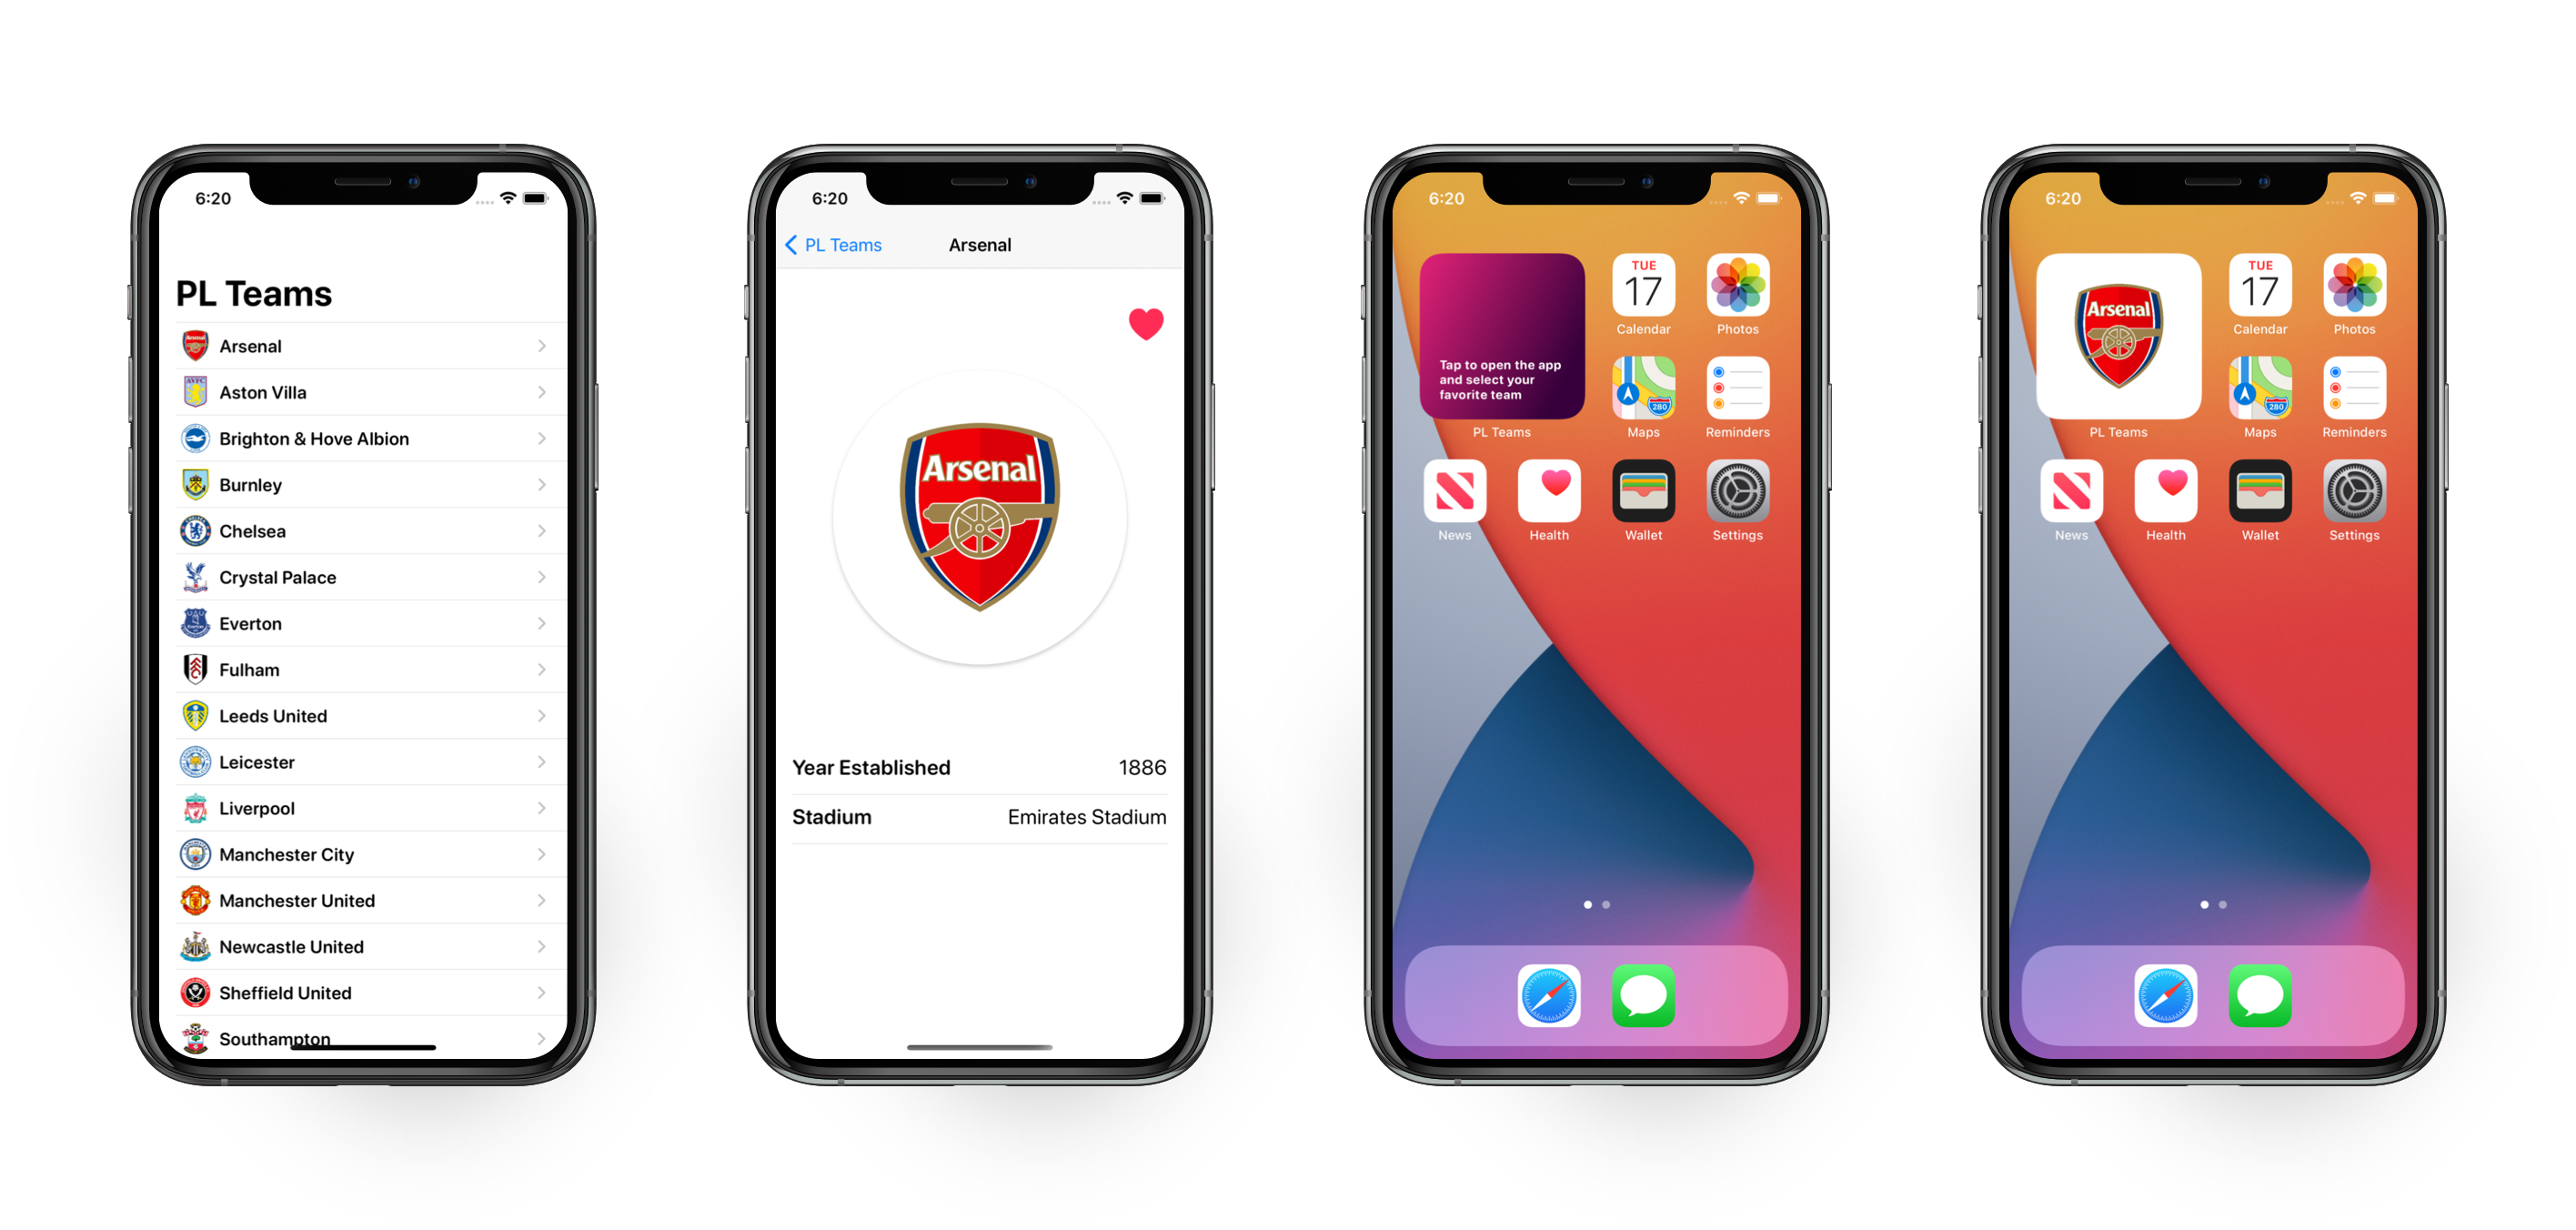 6:20
PL Teams
Arsenal
Aston Villa
Brighton & Hove Albion
Burnley
Chelsea
Crystal Palace
Everton
Fulham
Leeds United
Leicester
Liverpool
Manchester City
Manchester United
Newcastle United
Sheffield United
Southampton
6:20
PL Teams
Arsenal
Arsenal
Year Established 1886
Stadium Emirates Stadium
6:20
Tap to open the app
and select your
favorite team
PL Teams
TUE
17
Calendar
Photos
280
Maps
Reminders
News
Health
Wallet
Settings
6:20
Arsenal
PL Teams
TUE
17
Calendar
Photos
280
Maps
Reminders
News
Health
Wallet
Settings